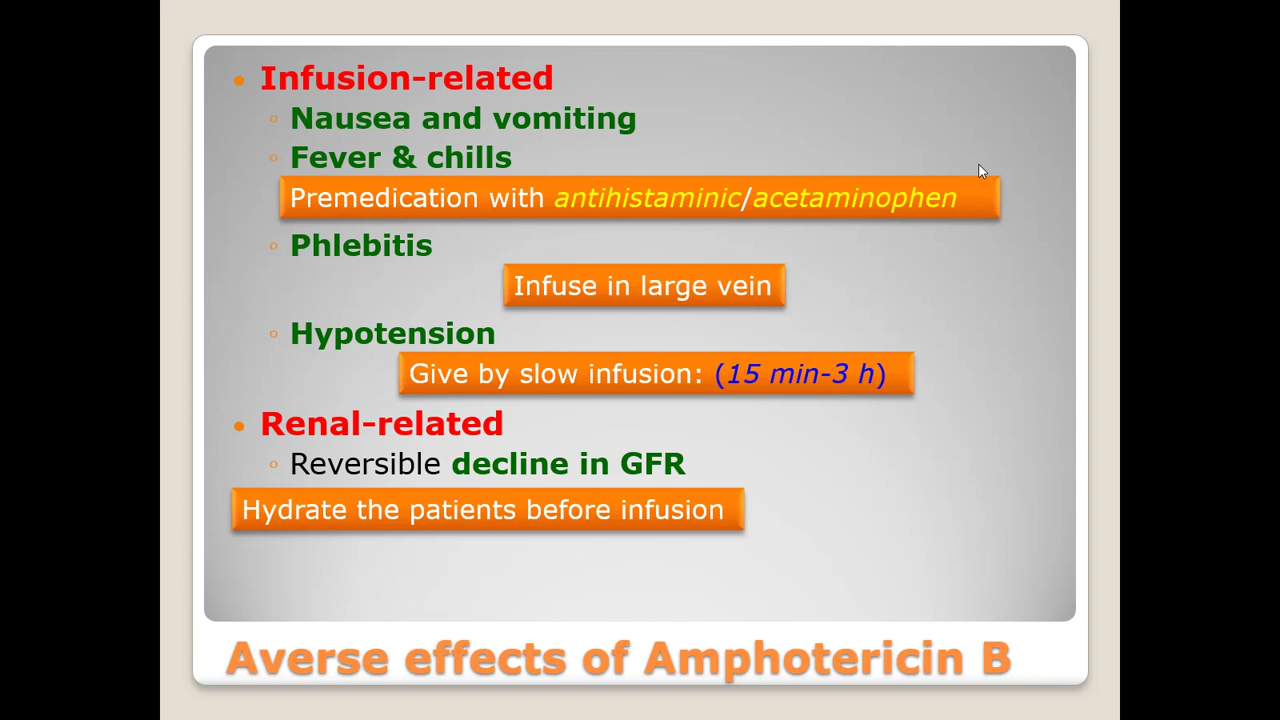 Infusion-related
Nausea and vomiting
Fever & chills
Premedication with antihistaminic/acetaminophen
Phlebitis
Infuse in large vein
Hypotension
Give by slow infusion: (15 min-3 h)
Renal-related
Reversible decline in GFR
Hydrate the patients before infusion
Averse effects of Amphotericin B